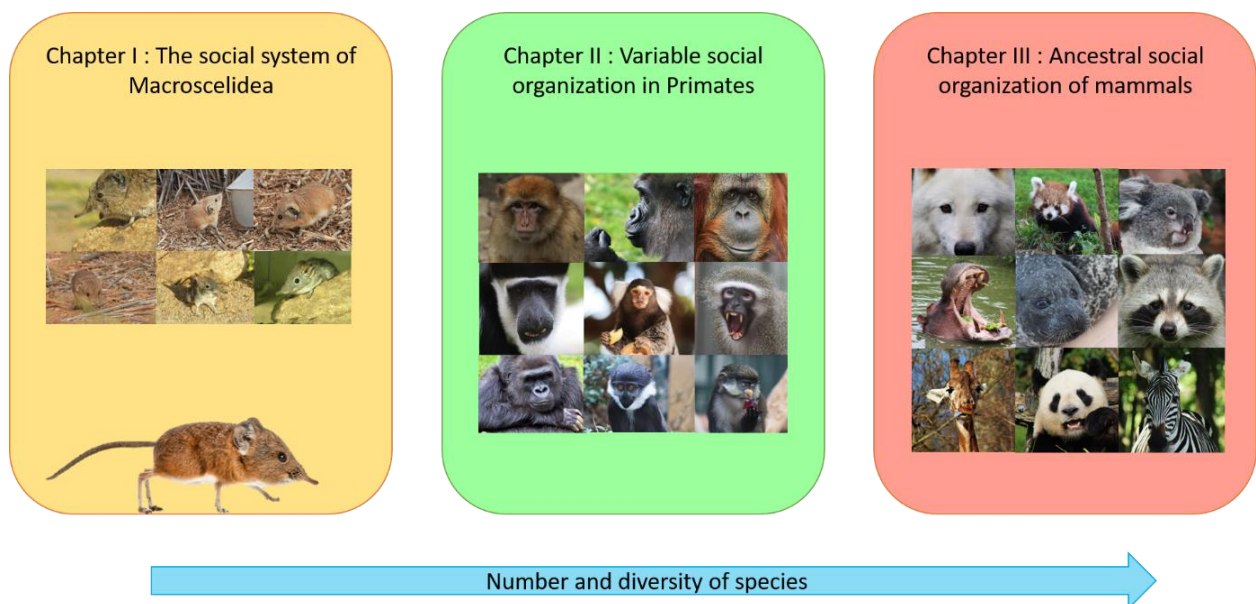 Chapter I : The social system of
Macroscelidea
Chapter II : Variable social
organization in Primates
Chapter III : Ancestral social
organization of mammals
Number and diversity of species